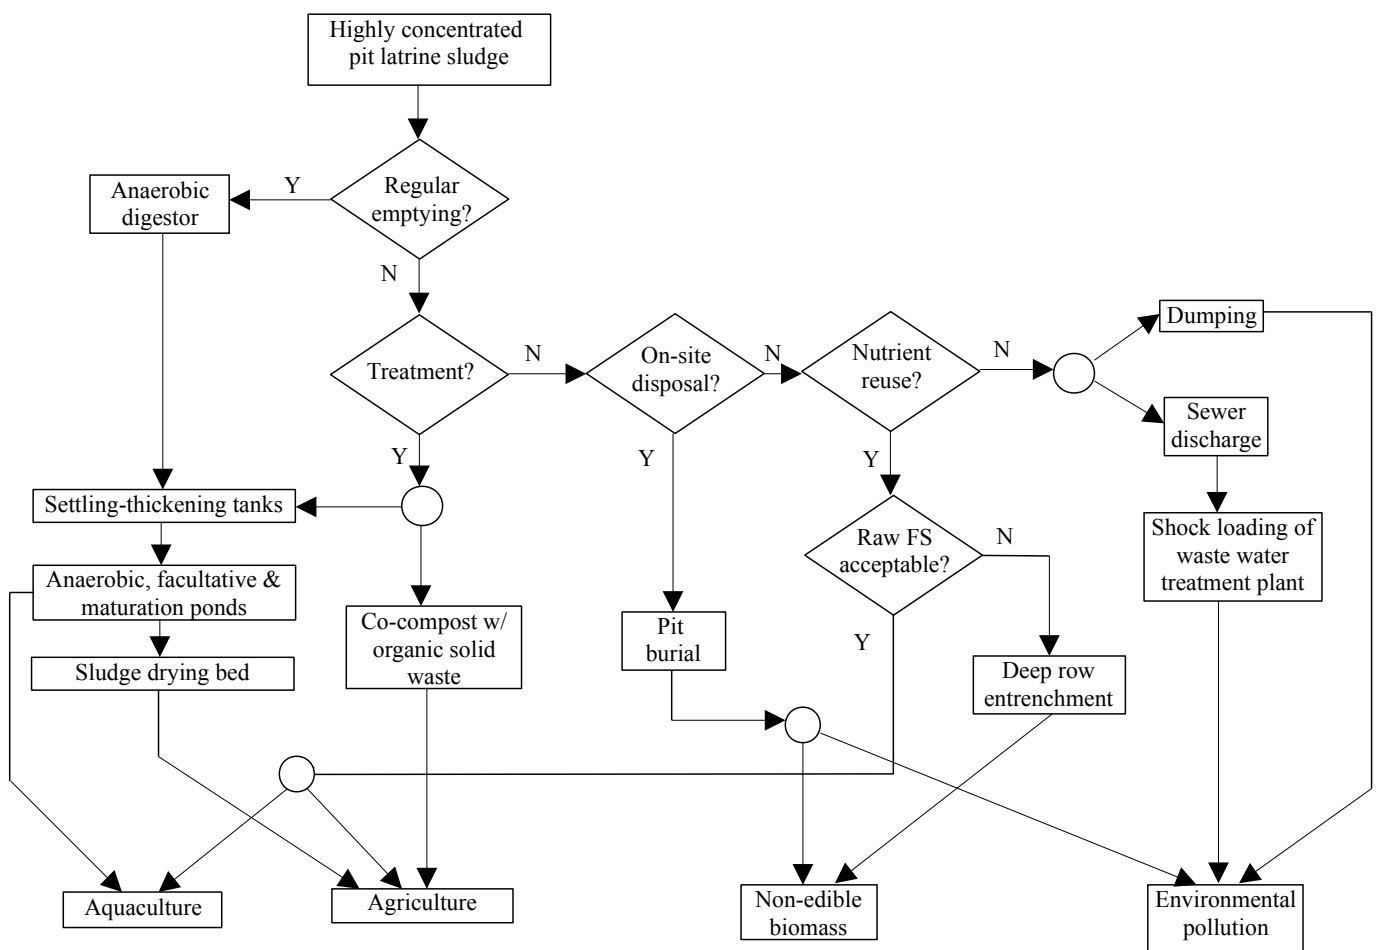 Highly concentrated
pit latrine sludge
Regular
emptying?
Y
Anaerobic
digestor
N
Treatment?
N
On-site
disposal?
N
Nutrient
reuse?
N
Dumping
Sewer
discharge
Y
Y
Y
Settling-thickening tanks
Raw FS
acceptable?
N
Shock loading of
waste water
treatment plant
Anaerobic, facultative &
maturation ponds
Co-compost w/
organic solid
waste
Pit
burial
Y
Sludge drying bed
Deep row
entrenchment
Aquaculture
Agriculture
Non-edible
biomass
Environmental
pollution